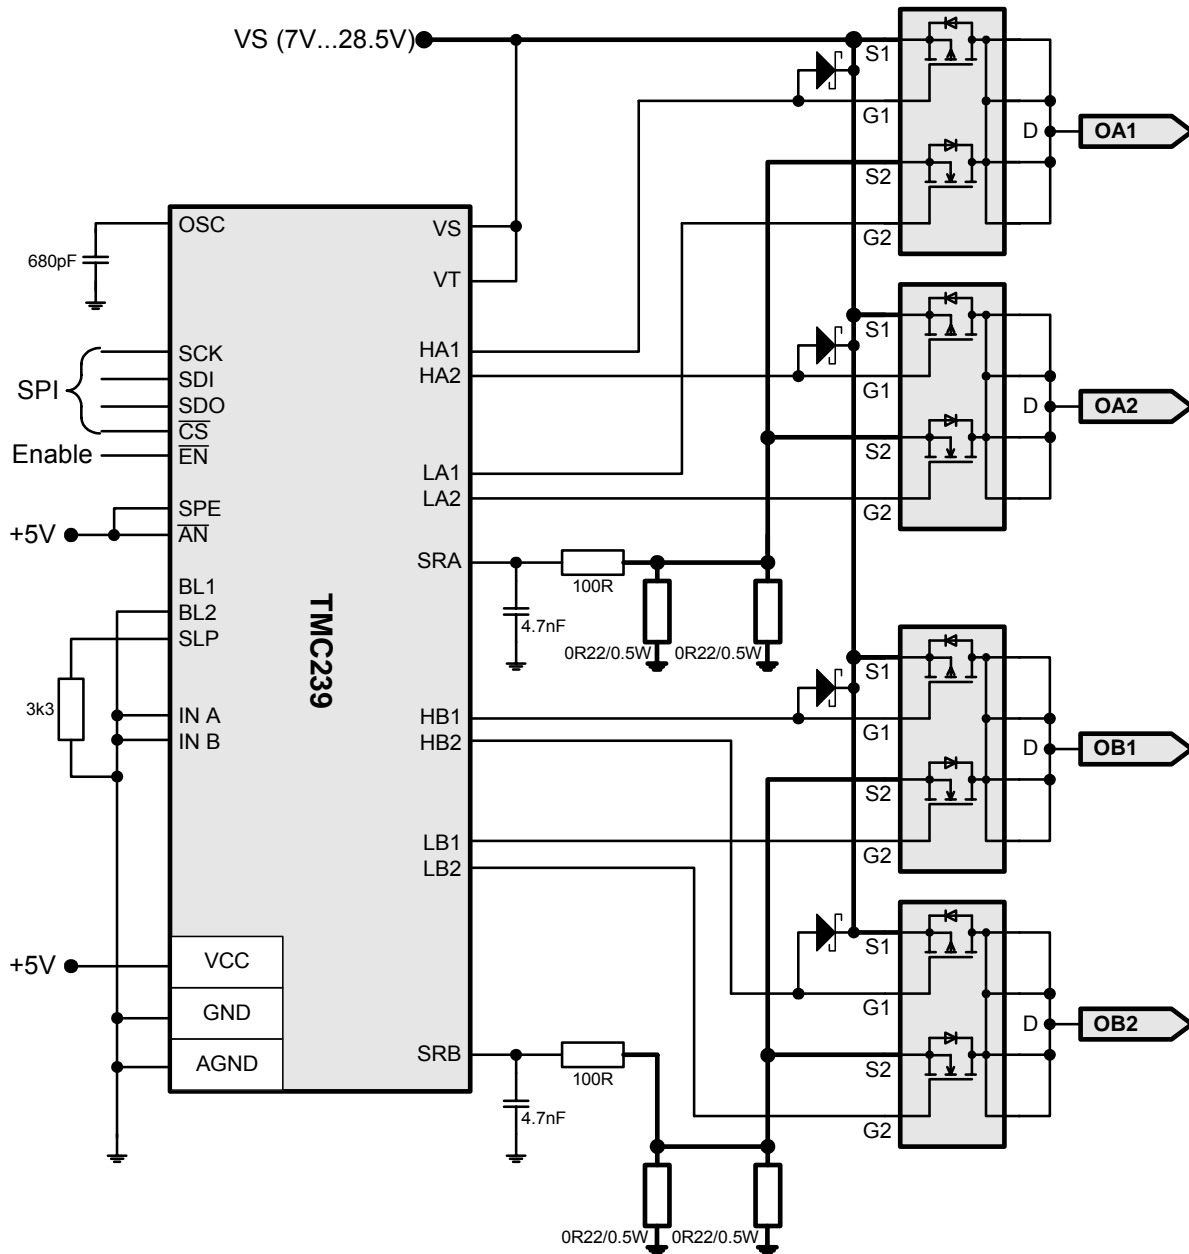 VS (7V...28.5V)
S1
G1
D
OA1
S2
G2
OSC
VS
680pF
VT
S1
SCK
HA1
SPI
SDI
HA2
G1
SDO
D
OA2
CS
Enable
EN
S2
LA1
LA2
G2
SPE
+5V
AN
SRA
100R
BL1
BL2
4.7nF
SLP
TMC239
0R22/0.5W
0R22/0.5W
S1
3k3
IN A
HB1
G1
IN B
HB2
D
OB1
S2
LB1
G2
LB2
S1
+5V
VCC
G1
GND
D
OB2
AGND
SRB
S2
100R
4.7nF
G2
0R22/0.5W
0R22/0.5W